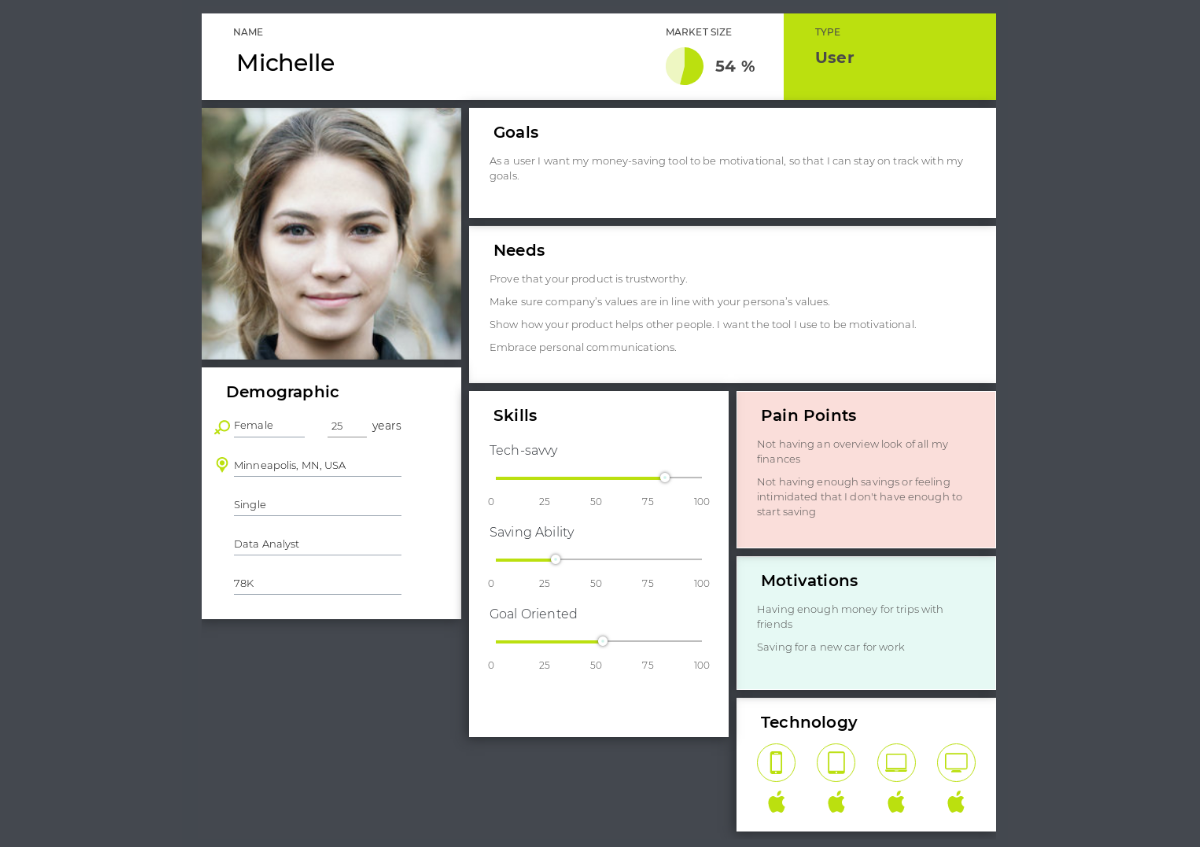 NAME
Michelle
MARKET SIZE
54 %
TYPE
User
Goals
As a user I want my money-saving tool to be motivational, so that I can stay on track with my
goals.
Needs
Prove that your product is trustworthy.
Make sure company's values are in line with your persona's values.
Show how your product helps other people. I want the tool I use to be motivational.
Embrace personal communications.
Demographic
Female 25 years
Minneapolis, MN, USA
Single
Data Analyst
78K
Skills
Tech-savvy
0 25 50 75 100
Saving Ability
0 25 50 75 100
Goal Oriented
0 25 50 75 100
Pain Points
Not having an overview look of all my
finances
Not having enough savings or feeling
intimidated that I don't have enough to
start saving
Motivations
Having enough money for trips with
friends
Saving for a new car for work
Technology